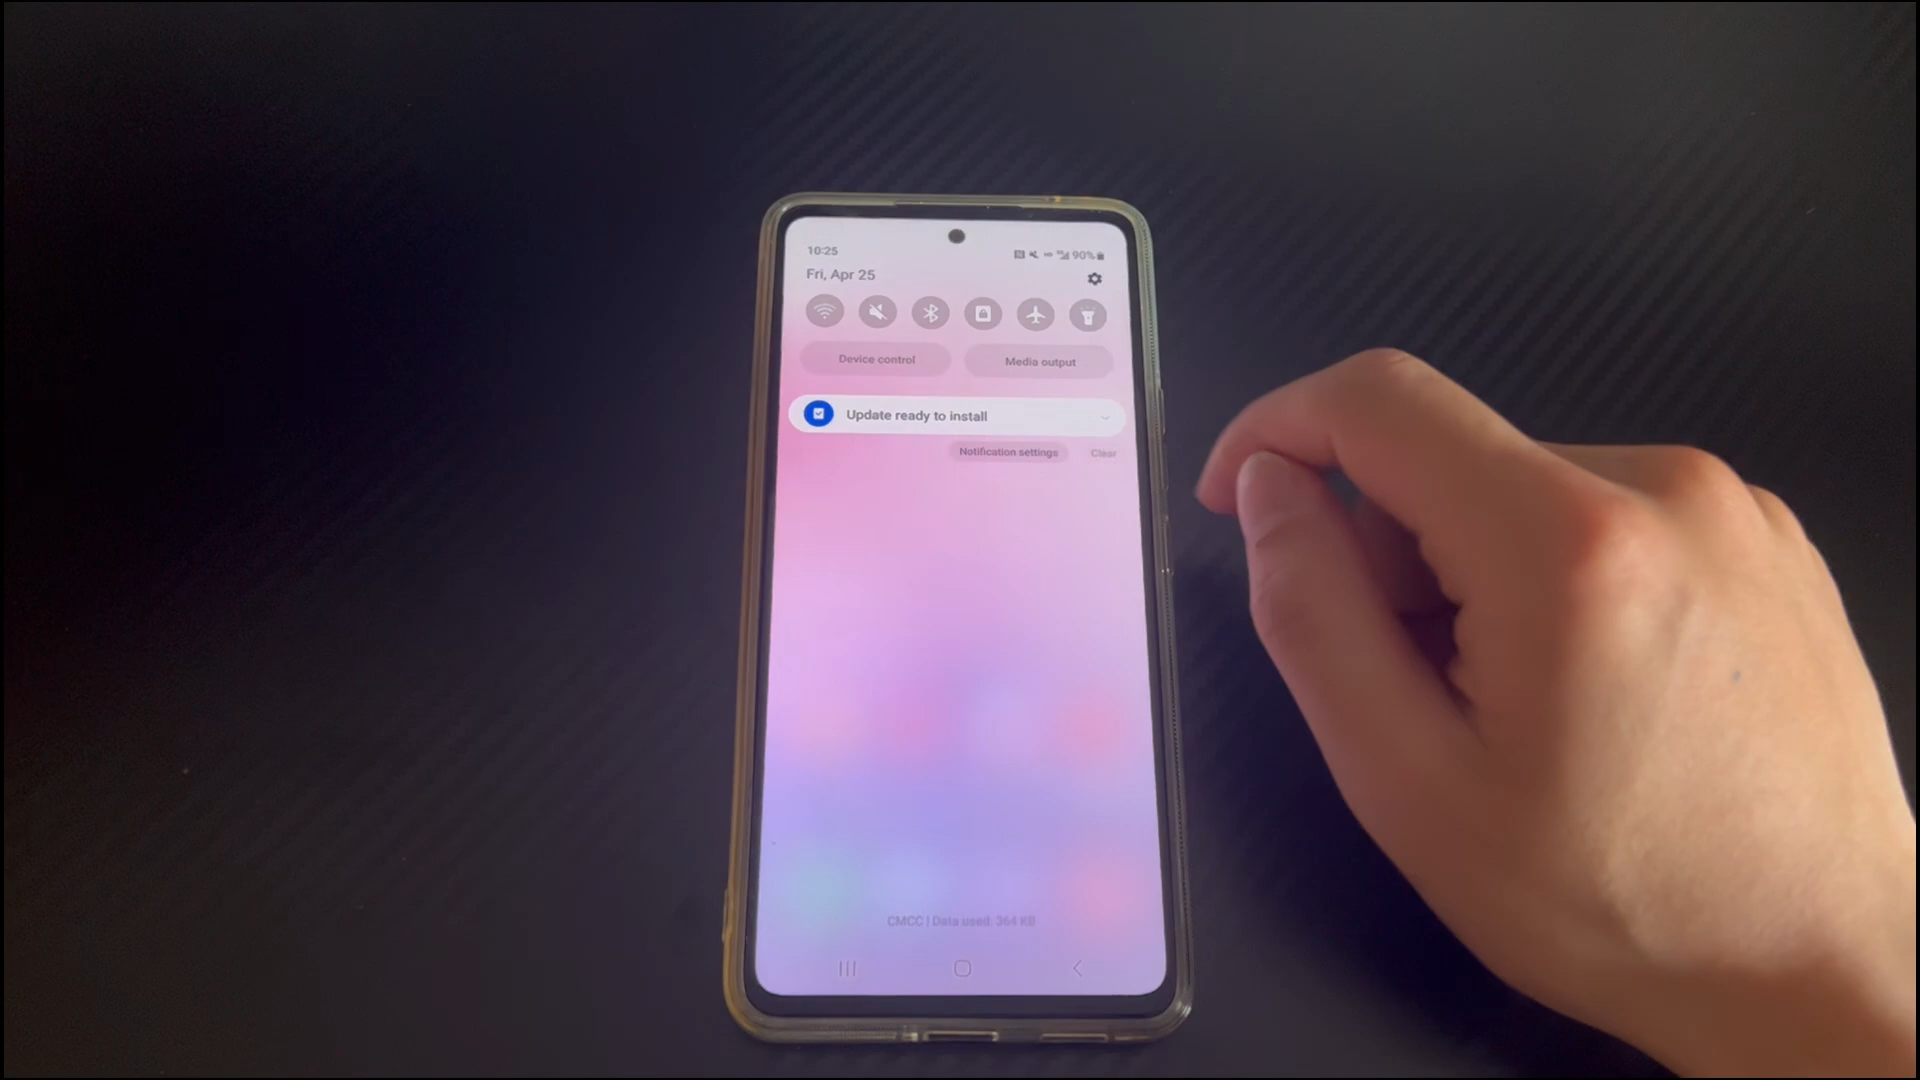 10:25
90%
Fri, Apr 25
Device control
Media output
Update ready to install
Notification settings
Clear
CMCC | Data used: 364 KB